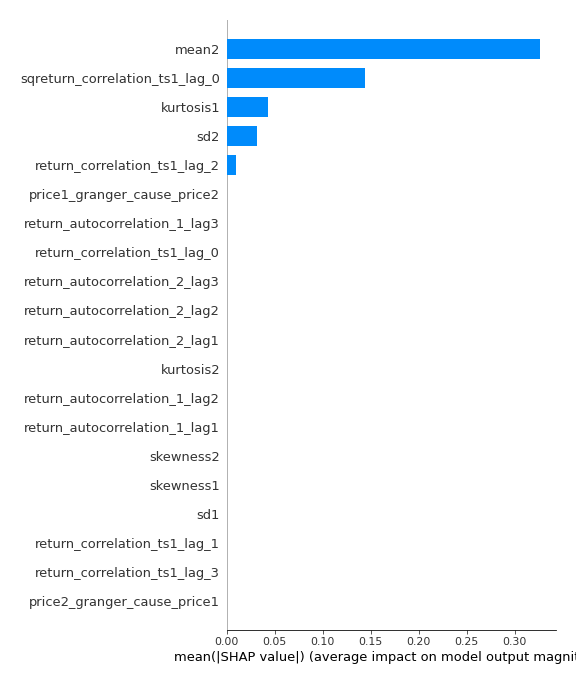 mean2
sqreturn_correlation_ts1_lag_0
kurtosis1
sd2
return_correlation_ts1_lag_2
price1_granger_cause_price2
return_autocorrelation_1_lag3
return_correlation_ts1_lag_0
return_autocorrelation_2_lag3
return_autocorrelation_2_lag2
return_autocorrelation_2_lag1
kurtosis2
return_autocorrelation_1_lag2
return_autocorrelation_1_lag1
skewness2
skewness1
sd1
return_correlation_ts1_lag_1
return_correlation_ts1_lag_3
price2_granger_cause_price1
0.00 0.05 0.10 0.15 0.20 0.25 0.30
mean(|SHAP value|) (average impact on model output magnit